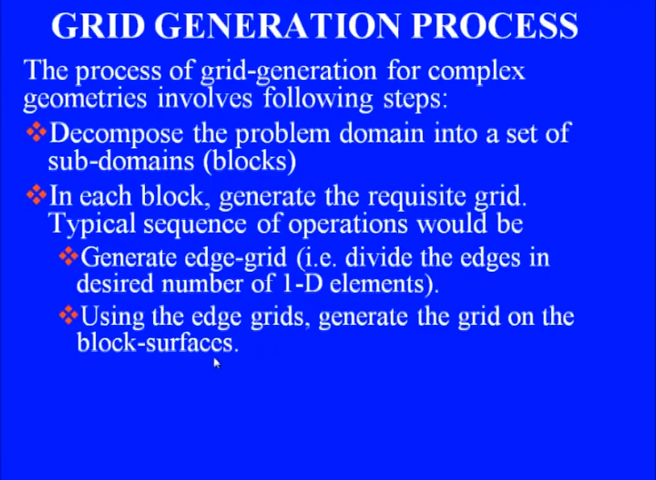 GRID GENERATION PROCESS
The process of grid-generation for complex
geometries involves following steps:
❖Decompose the problem domain into a set of
sub-domains (blocks)
❖In each block, generate the requisite grid.
Typical sequence of operations would be
❖Generate edge-grid (i.e. divide the edges in
desired number of 1-D elements).
❖Using the edge grids, generate the grid on the
block-surfaces.